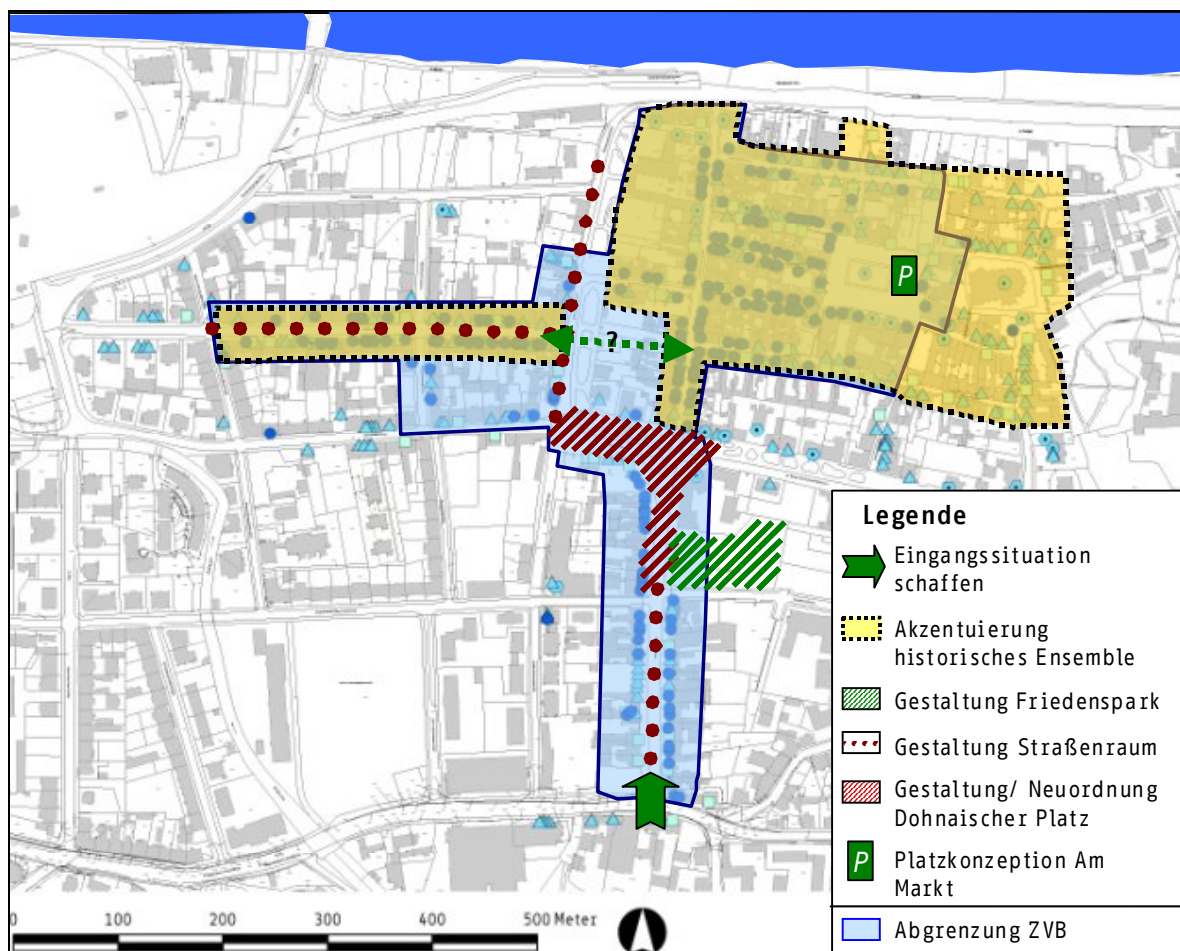 ?
P
Legende
Eingangssituation
schaffen
Akzentuierung
historisches Ensemble
Gestaltung Friedenspark
Gestaltung Straßenraum
Gestaltung/ Neuordnung
Dohnaischer Platz
P
Platzkonzeption Am
Markt
Abgrenzung ZVB
0 100 200 300 400 500 Meter